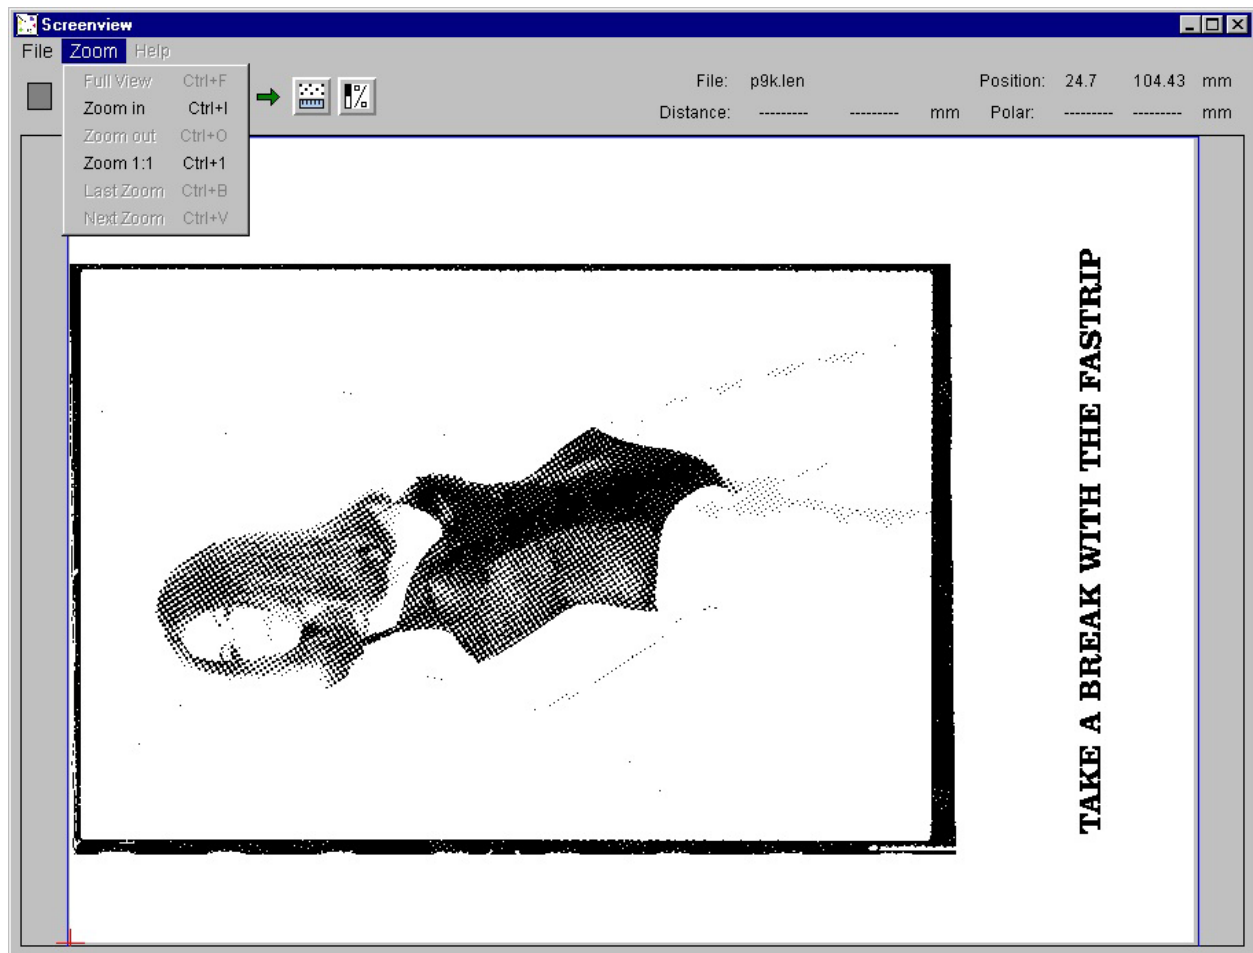 Screenview
File Zoom Help
Full View Ctrl+F
Zoom in Ctrl+I
Zoom out Ctrl+O
Zoom 1:1 Ctrl+1
Last Zoom Ctrl+B
Next Zoom Ctrl+V
File: p9k.len Position: 24.7 104.43 mm
Distance: --------- --------- mm Polar: --------- --------- mm
TAKE A BREAK WITH THE FASTRIP